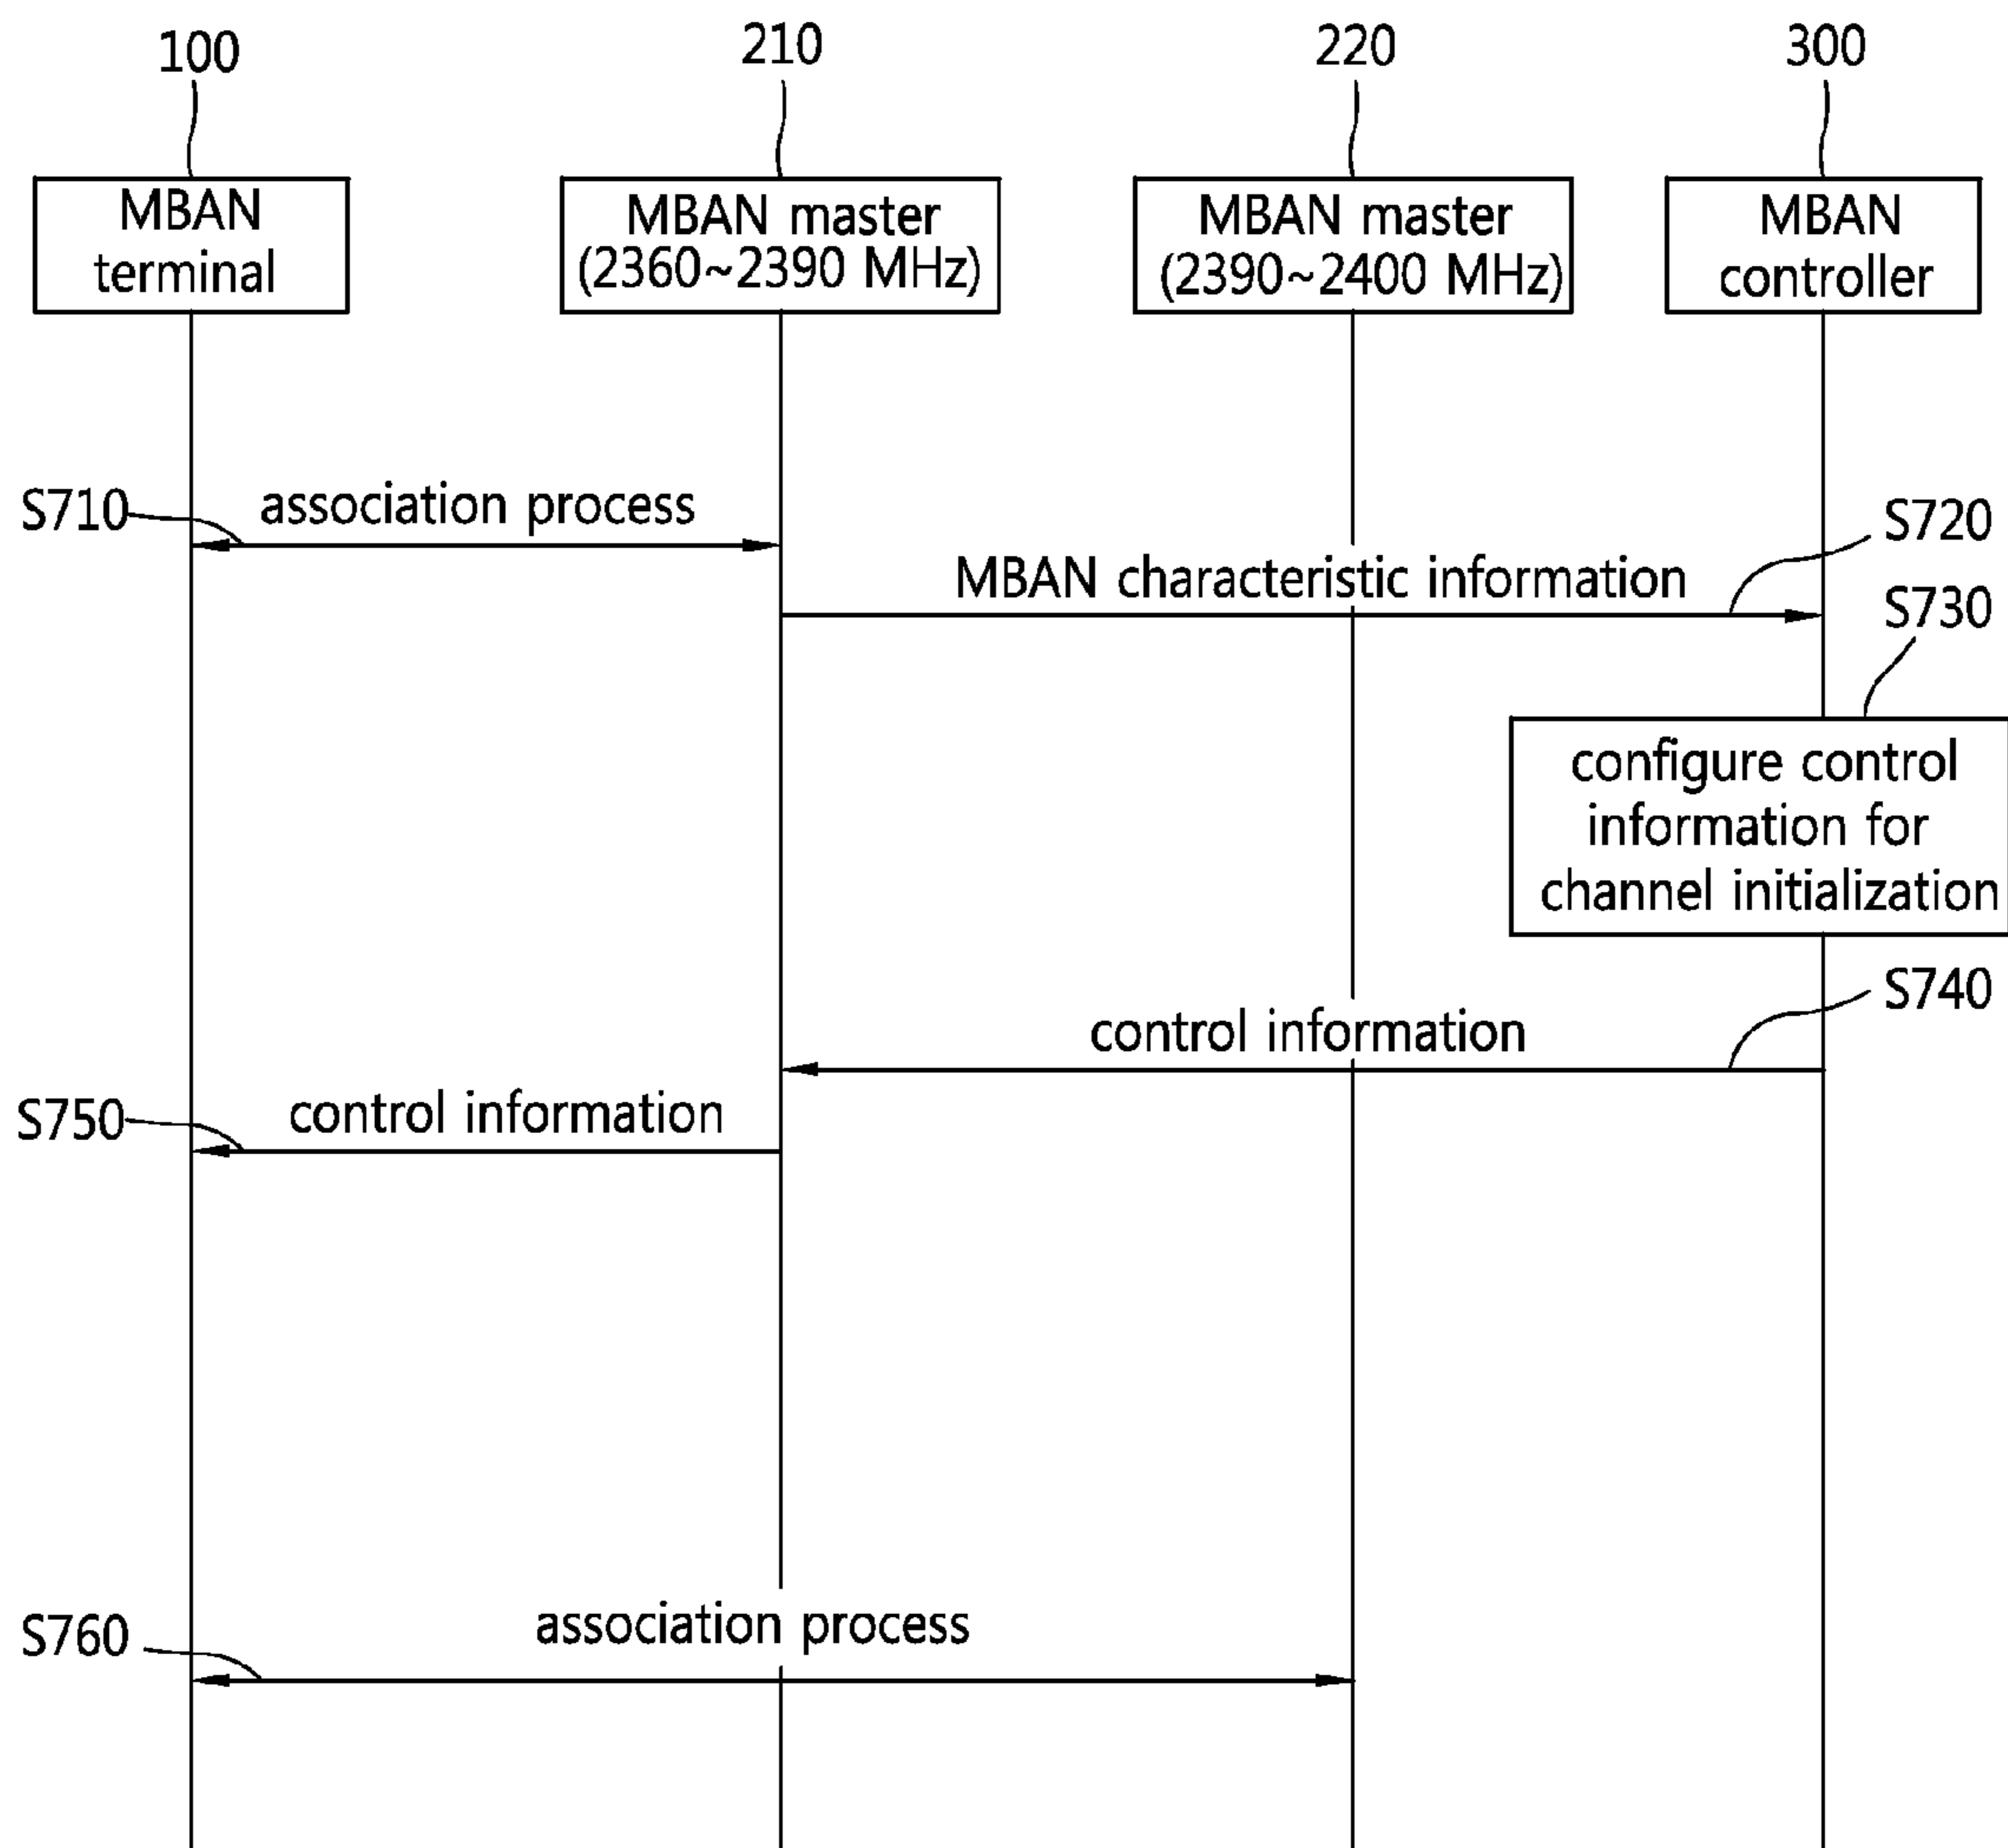 100
210
220
300
MBAN
terminal
MBAN master
(2360~2390 MHz)
MBAN master
(2390~2400 MHz)
MBAN
controller
S710
association process
S720
MBAN characteristic information
S730
configure control
information for
channel initialization
S740
control information
S750
control information
S760
association process